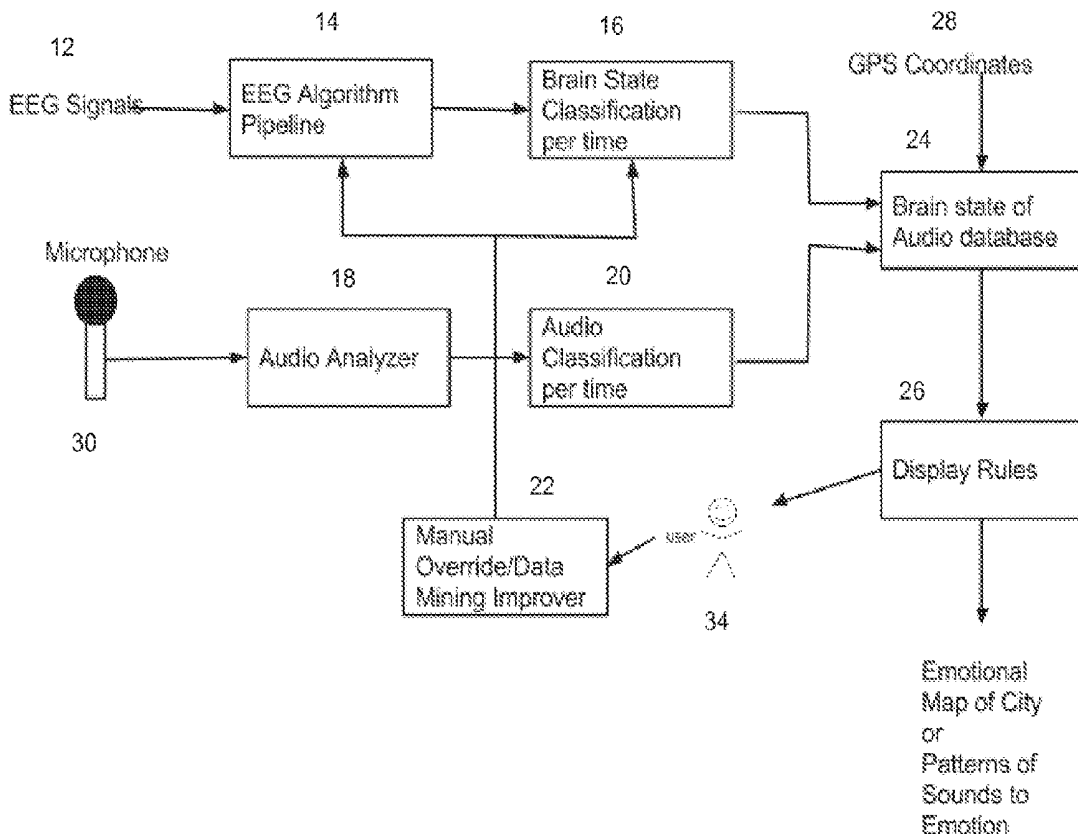 12
14
16
28
EEG Signals
EEG Algorithm
Pipeline
Brain State
Classification
per time
GPS Coordinates
24
Brain state of
Audio database
Microphone
18
20
Audio Analyzer
Audio
Classification
per time
30
26
Display Rules
22
Manual
Override/Data
Mining Improver
user
34
Emotional
Map of City
or
Patterns of
Sounds to
Emotion